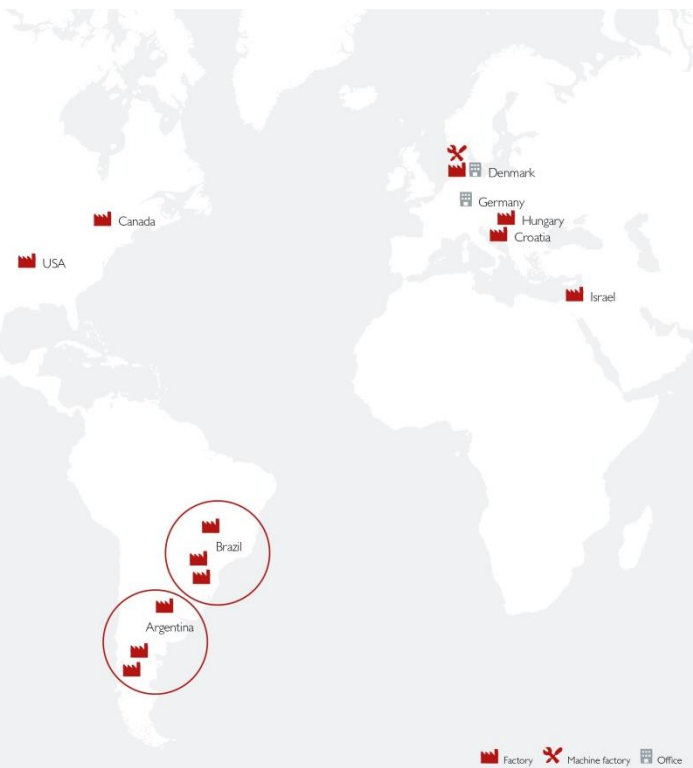 Denmark
Germany
Canada
Hungary
Croatia
USA
Israel
Brazil
Argentina
Factory Machine factory Office